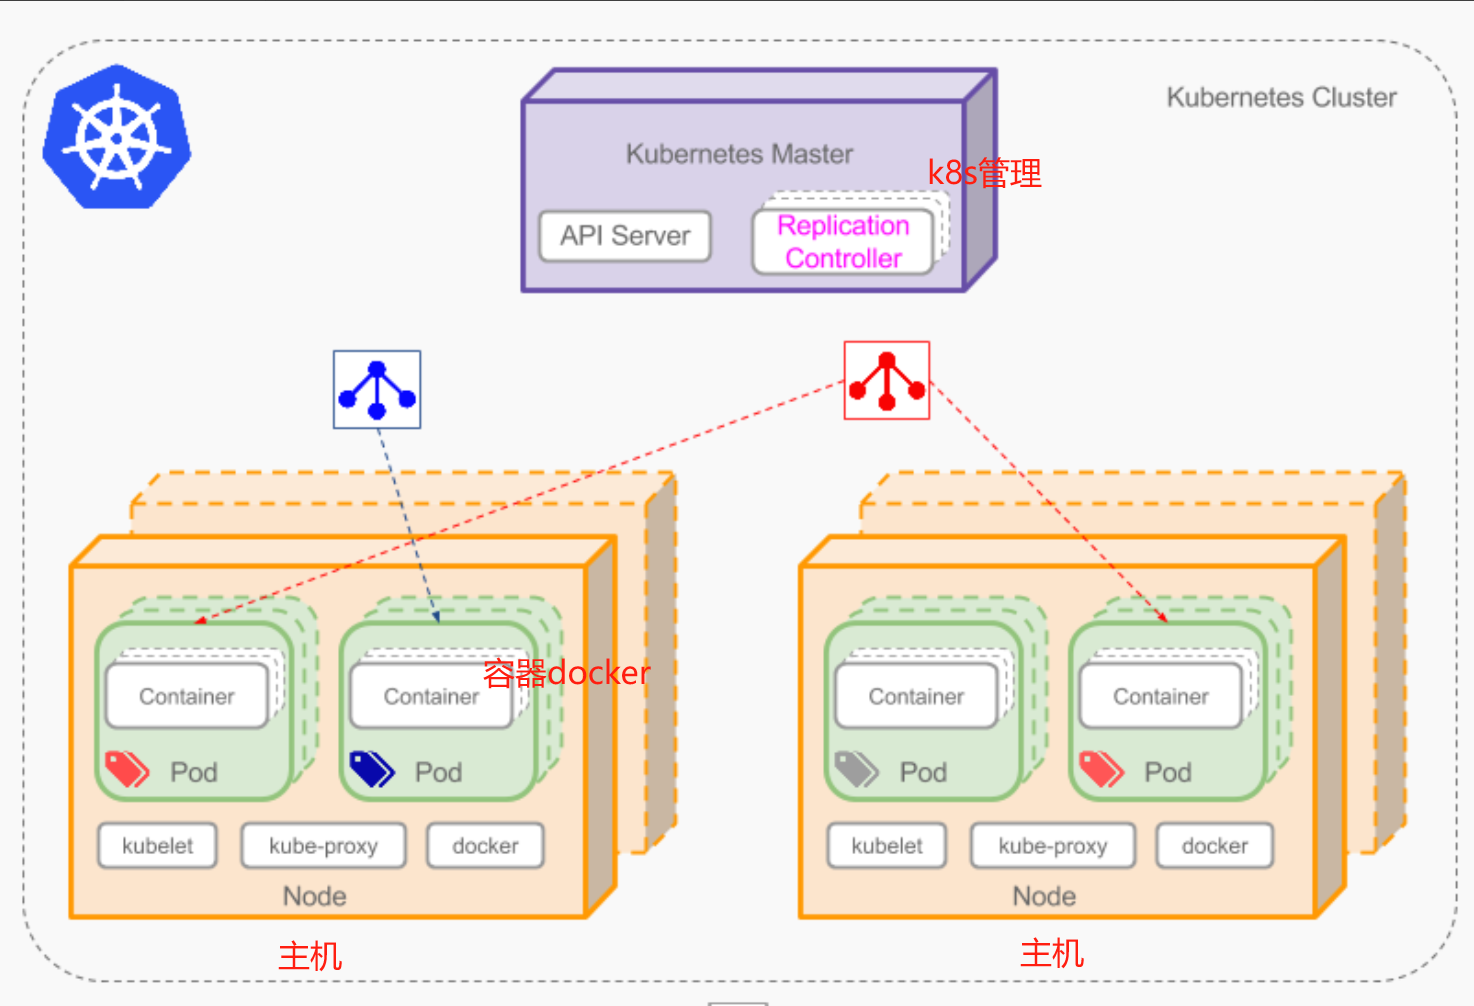 Kubernetes Cluster
Kubernetes Master
k8s管理
API Server
Replication
Controller
Container
Container
容器docker
Container
Container
Pod
Pod
Pod
Pod
kubelet
kube-proxy
docker
kubelet
kube-proxy
docker
Node
Node
主机
主机